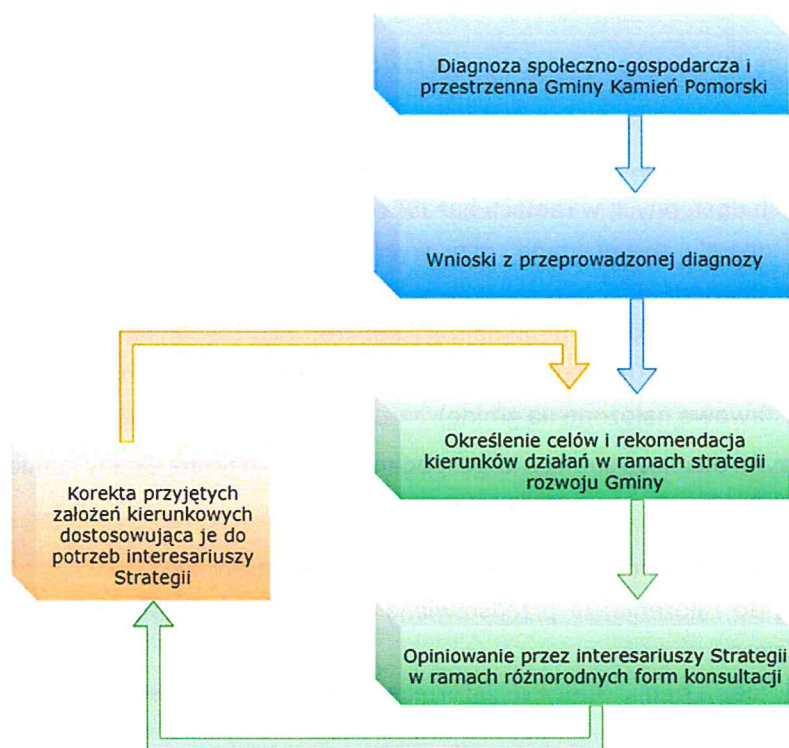 Diagnoza społeczno-gospodarcza i
przestrzenna Gminy Kamień Pomorski
Wnioski z przeprowadzonej diagnozy
Określenie celów i rekomendacja
kierunków działań w ramach strategii
rozwoju Gminy
Korekta przyjętych
założeń kierunkowych
dostosowująca je do
potrzeb interesariuszy
Strategii
Opiniowanie przez interesariuszy Strategii
w ramach różnorodnych form konsultacji